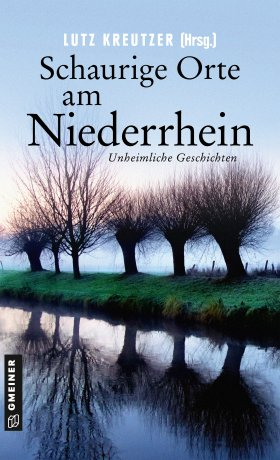 LUTZ KREUTZER (Hrsg.)
Schaurige Orte
am
Niederrhein
Unheimliche Geschichten
GMEINER